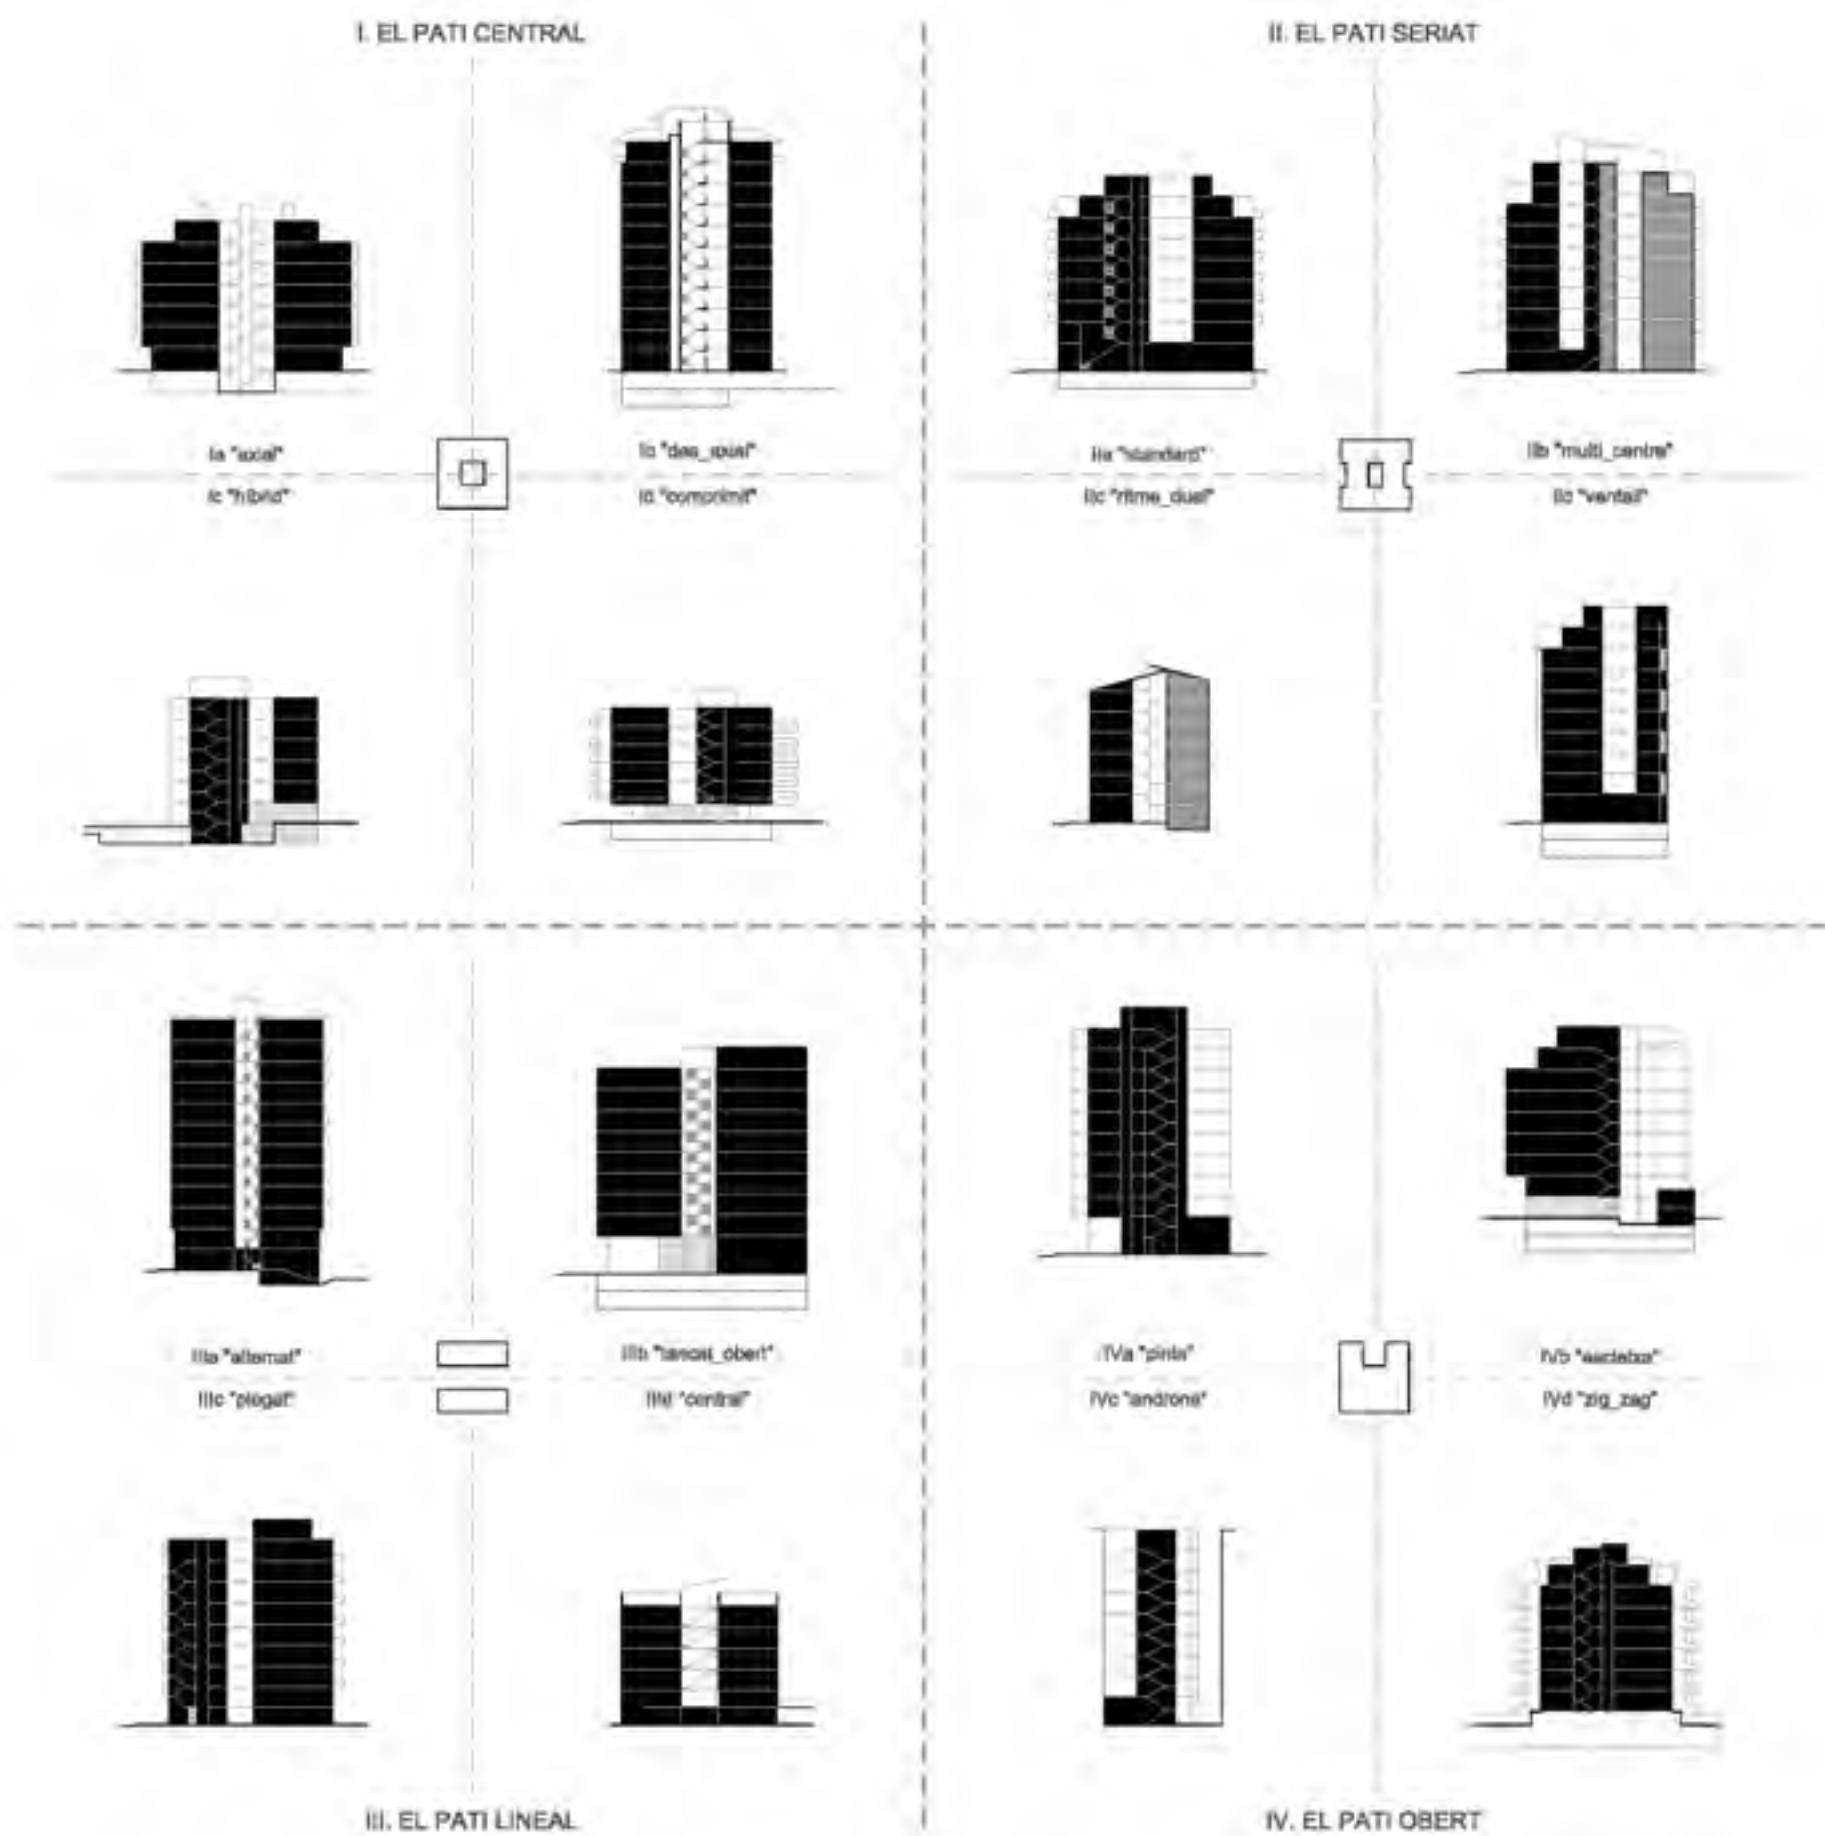 I. EL PATI CENTRAL
II. EL PATI SERIAT
Ia "axial"
Ib "des_axial"
IIa "standard"
IIb "multi_centre"
Ic "híbrid"
Id "comprimit"
IIc "ritme_dual"
IId "ventall"
IIIa "alternat"
IIIb "tancat_obert"
IVa "pinta"
IVb "escletxa"
IIIc "plegat"
IIId "central"
IVc "androna"
IVd "zig_zag"
III. EL PATI LINEAL
IV. EL PATI OBERT